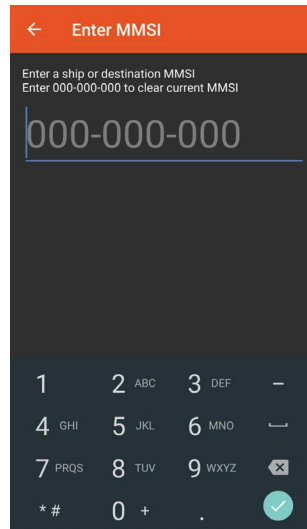 Enter MMSI
Enter a ship or destination MMSI
Enter 000-000-000 to clear current MMSI
000-000-000
1 2 ABC 3 DEF -
4 GHI 5 JKL 6 MNO
7 PRQS 8 TUV 9 WXYZ
* # 0 + .